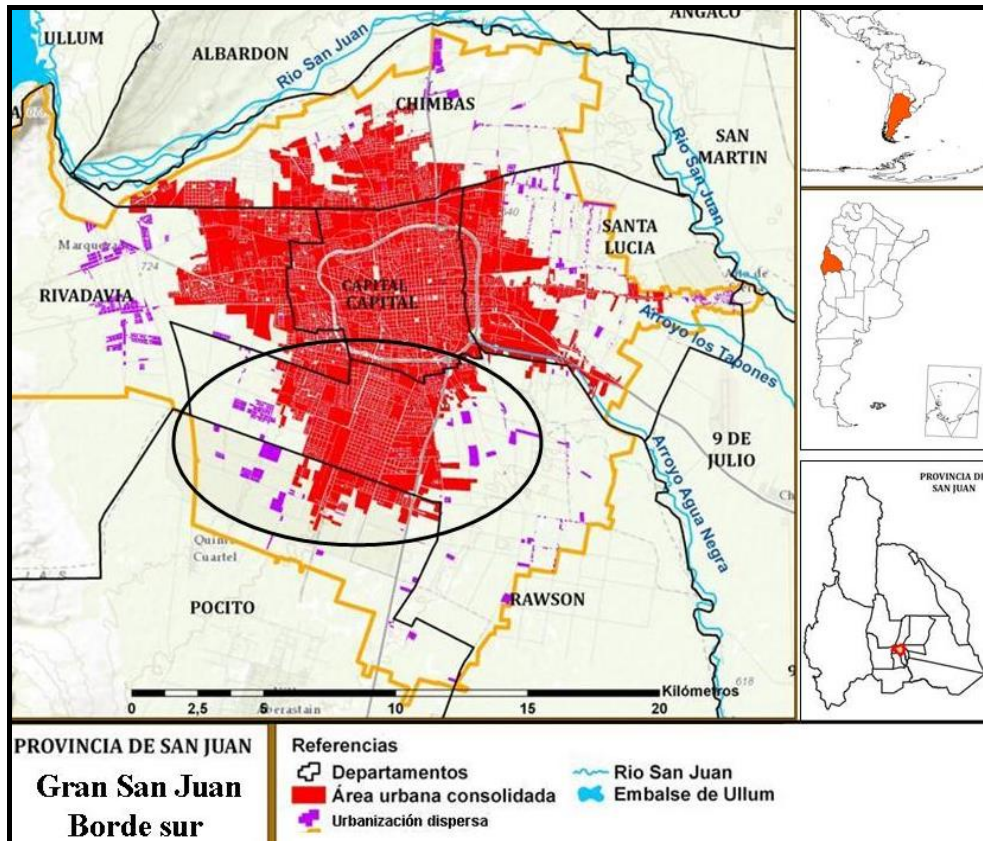 ULLUM
ALBARDON
ANGACO
Rio San Juan
CHIMBAS
SAN
MARTIN
Rio San Juan
640
SANTA
LUCIA
724
RIVADAVIA
CAPITAL
CAPITAL
Arroyo los Tapones
9 DE
JULIO
Arroyo Agua Negra
Cuartel
POCITO
RAWSON
618
Kilómetros
0 2,5 5 10 15 20
PROVINCIA DE
SAN JUAN
PROVINCIA DE SAN JUAN
Gran San Juan
Borde sur
Referencias
Departamentos
Área urbana consolidada
Urbanización dispersa
Rio San Juan
Embalse de Ullum